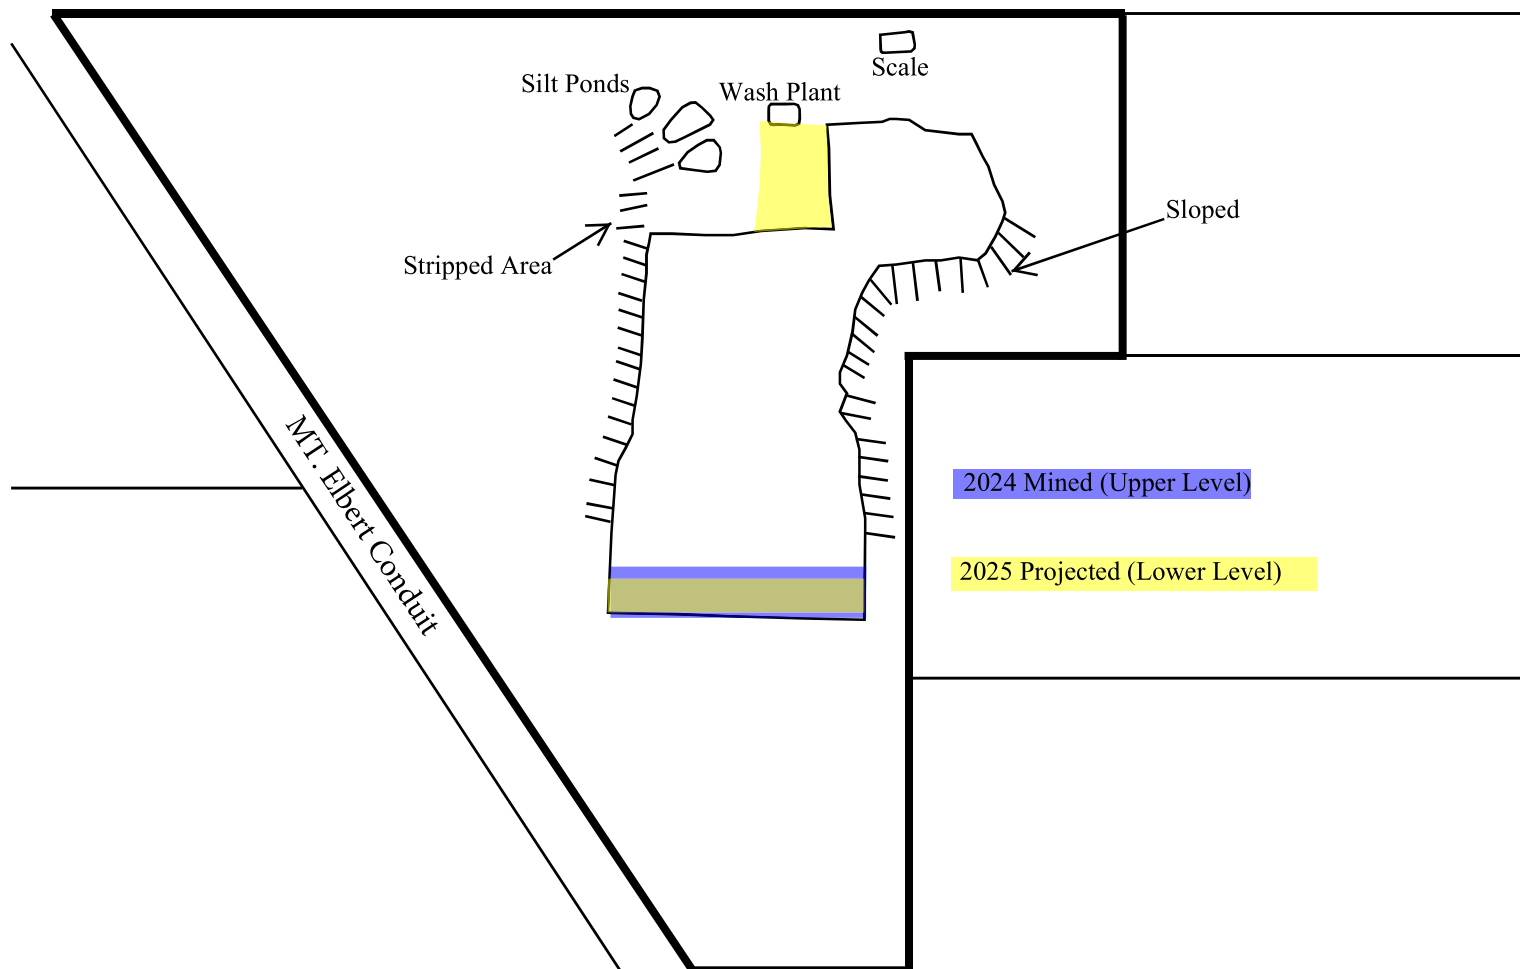 Scale
Silt Ponds
Wash Plant
Sloped
Stripped Area
MT. Elbert Conduit
2024 Mined (Upper Level)
2025 Projected (Lower Level)